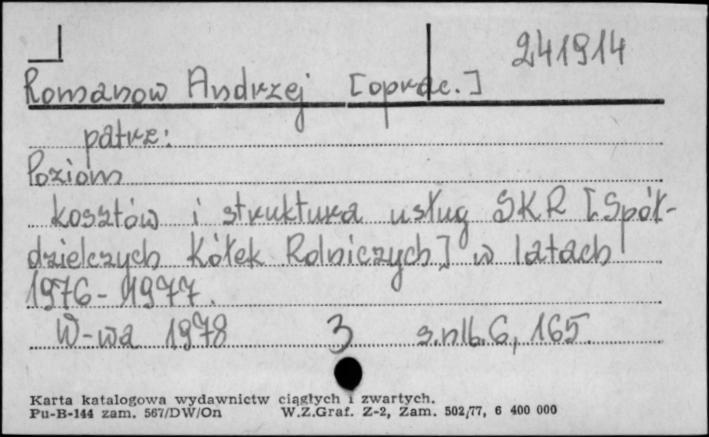 241914
Romanow Andrzej [oprac.]
patrz:
Poziom
kosztów i struktura usług SKR [Spół-
dzielczych Kółek Rolniczych] w latach
1976-1977.
W-wa 1978 3 s.nlb.6, 165.
Karta katalogowa wydawnictw ciągłych i zwartych.
Pu-B-144 zam. 567/DW/On W.Z.Graf. Z-2, Zam. 502/77, 6 400 000